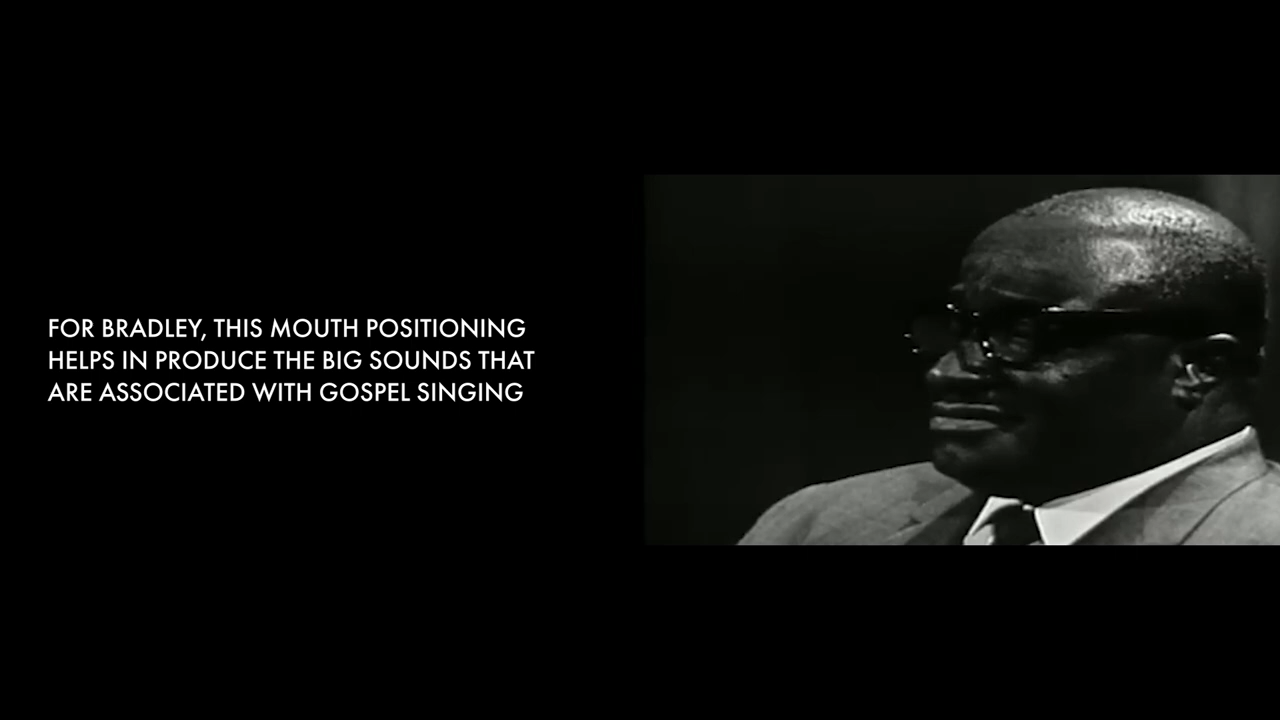 FOR BRADLEY, THIS MOUTH POSITIONING
HELPS IN PRODUCE THE BIG SOUNDS THAT
ARE ASSOCIATED WITH GOSPEL SINGING